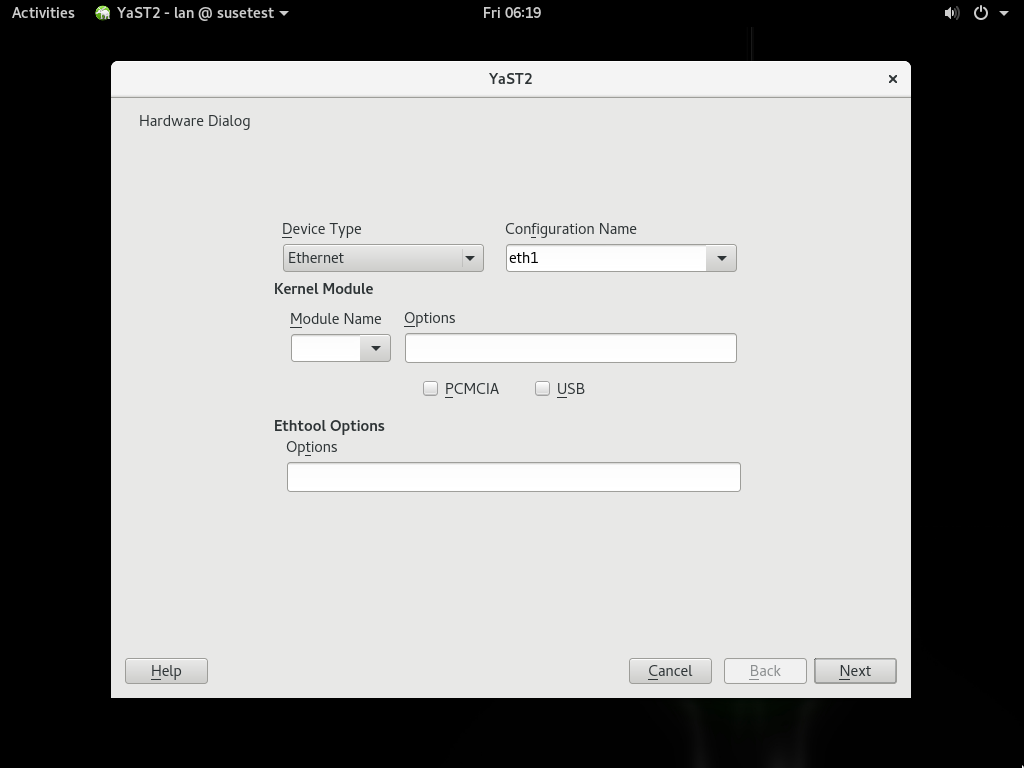 Activities YaST2 - lan @ susetest Fri 06:19
YaST2
Hardware Dialog
Device Type Configuration Name
Ethernet eth1
Kernel Module
Module Name Options
PCMCIA USB
Ethtool Options
Options
Help Cancel Back Next